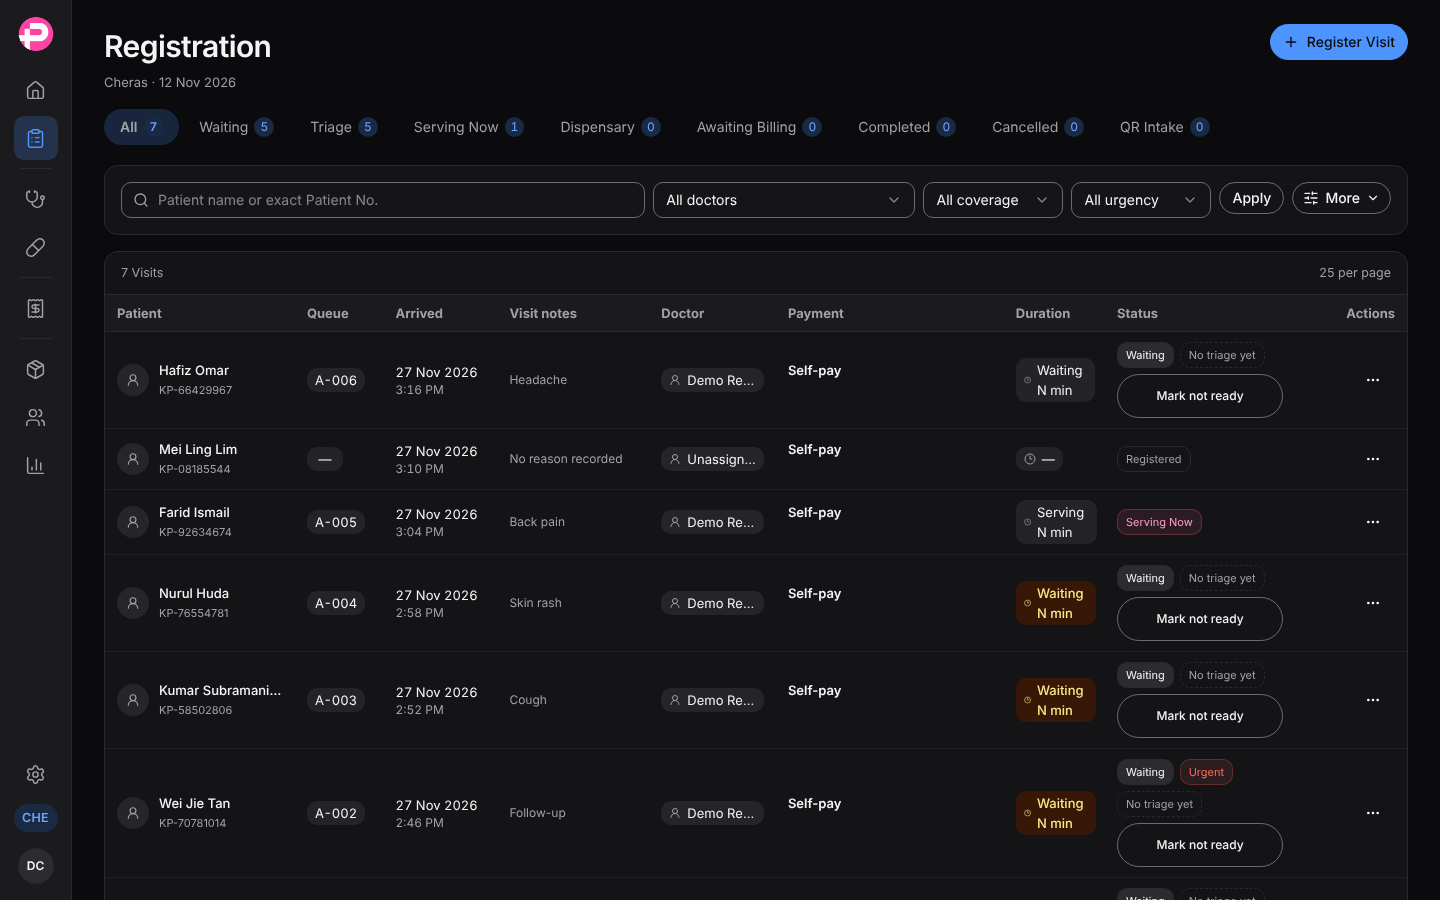 Registration
Register Visit
Cheras · 12 Nov 2026
All 7 Waiting 5 Triage 5 Serving Now 1 Dispensary 0 Awaiting Billing 0 Completed 0 Cancelled 0 QR Intake 0
Patient name or exact Patient No. All doctors All coverage All urgency Apply More
7 Visits 25 per page
Patient Queue Arrived Visit notes Doctor Payment Duration Status Actions
Hafiz Omar
KP-66429967
A-006
27 Nov 2026
3:16 PM
Headache
Demo Re...
Self-pay
Waiting
N min
Waiting No triage yet
Mark not ready
Mei Ling Lim
KP-08185544
—
27 Nov 2026
3:10 PM
No reason recorded
Unassign...
Self-pay
—
Registered
Farid Ismail
KP-92634674
A-005
27 Nov 2026
3:04 PM
Back pain
Demo Re...
Self-pay
Serving
N min
Serving Now
Nurul Huda
KP-76554781
A-004
27 Nov 2026
2:58 PM
Skin rash
Demo Re...
Self-pay
Waiting
N min
Waiting No triage yet
Mark not ready
Kumar Subramani...
KP-58502806
A-003
27 Nov 2026
2:52 PM
Cough
Demo Re...
Self-pay
Waiting
N min
Waiting No triage yet
Mark not ready
Wei Jie Tan
KP-70781014
A-002
27 Nov 2026
2:46 PM
Follow-up
Demo Re...
Self-pay
Waiting
N min
Waiting Urgent
No triage yet
Mark not ready
Waiting No triage yet
CHE
DC